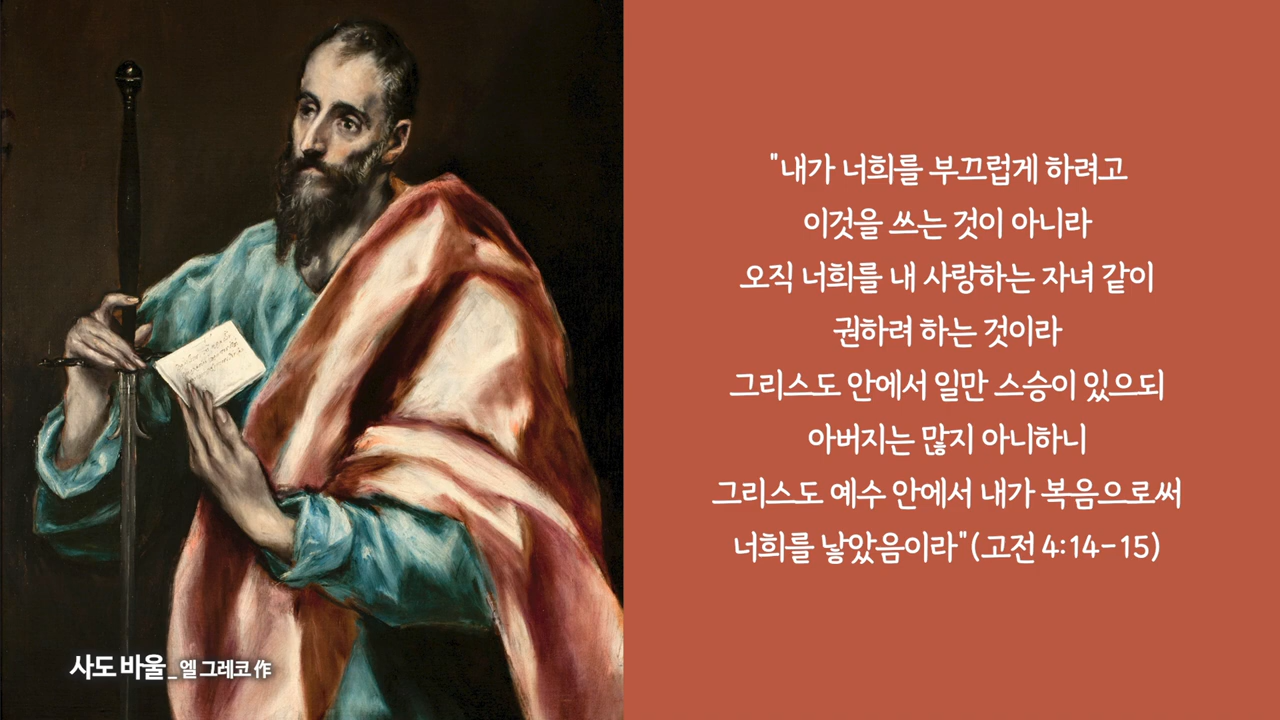 "내가 너희를 부끄럽게 하려고
이것을 쓰는 것이 아니라
오직 너희를 내 사랑하는 자녀 같이
권하려 하는 것이라
그리스도 안에서 일만 스승이 있으되
아버지는 많지 아니하니
그리스도 예수 안에서 내가 복음으로써
너희를 낳았음이라"(고전 4:14-15)
사도 바울_엘 그레코 作